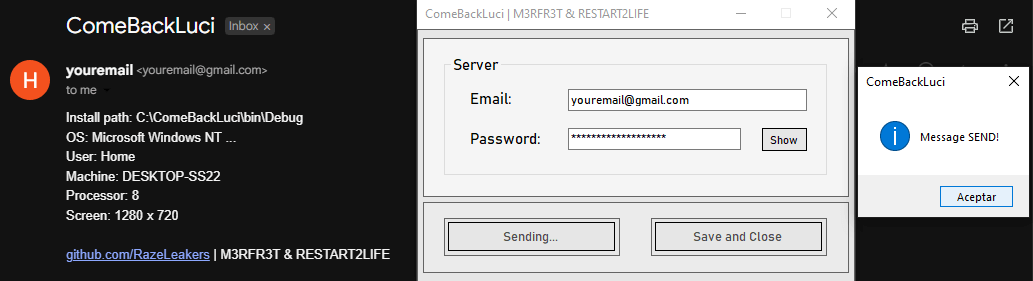 ComeBackLuci
Inbox ×
H
youremail <youremail@gmail.com>
to me
Install path: C:\ComeBackLuci\bin\Debug
OS: Microsoft Windows NT ...
User: Home
Machine: DESKTOP-SS22
Processor: 8
Screen: 1280 x 720
github.com/RazeLeakers | M3RFR3T & RESTART2LIFE
ComeBackLuci | M3RFR3T & RESTART2LIFE
Server
Email:
youremail@gmail.com
Password:
*******************
Show
Sending...
Save and Close
ComeBackLuci
Message SEND!
Aceptar